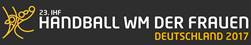 23. IHF
HANDBALL WM DER FRAUEN
DEUTSCHLAND 2017